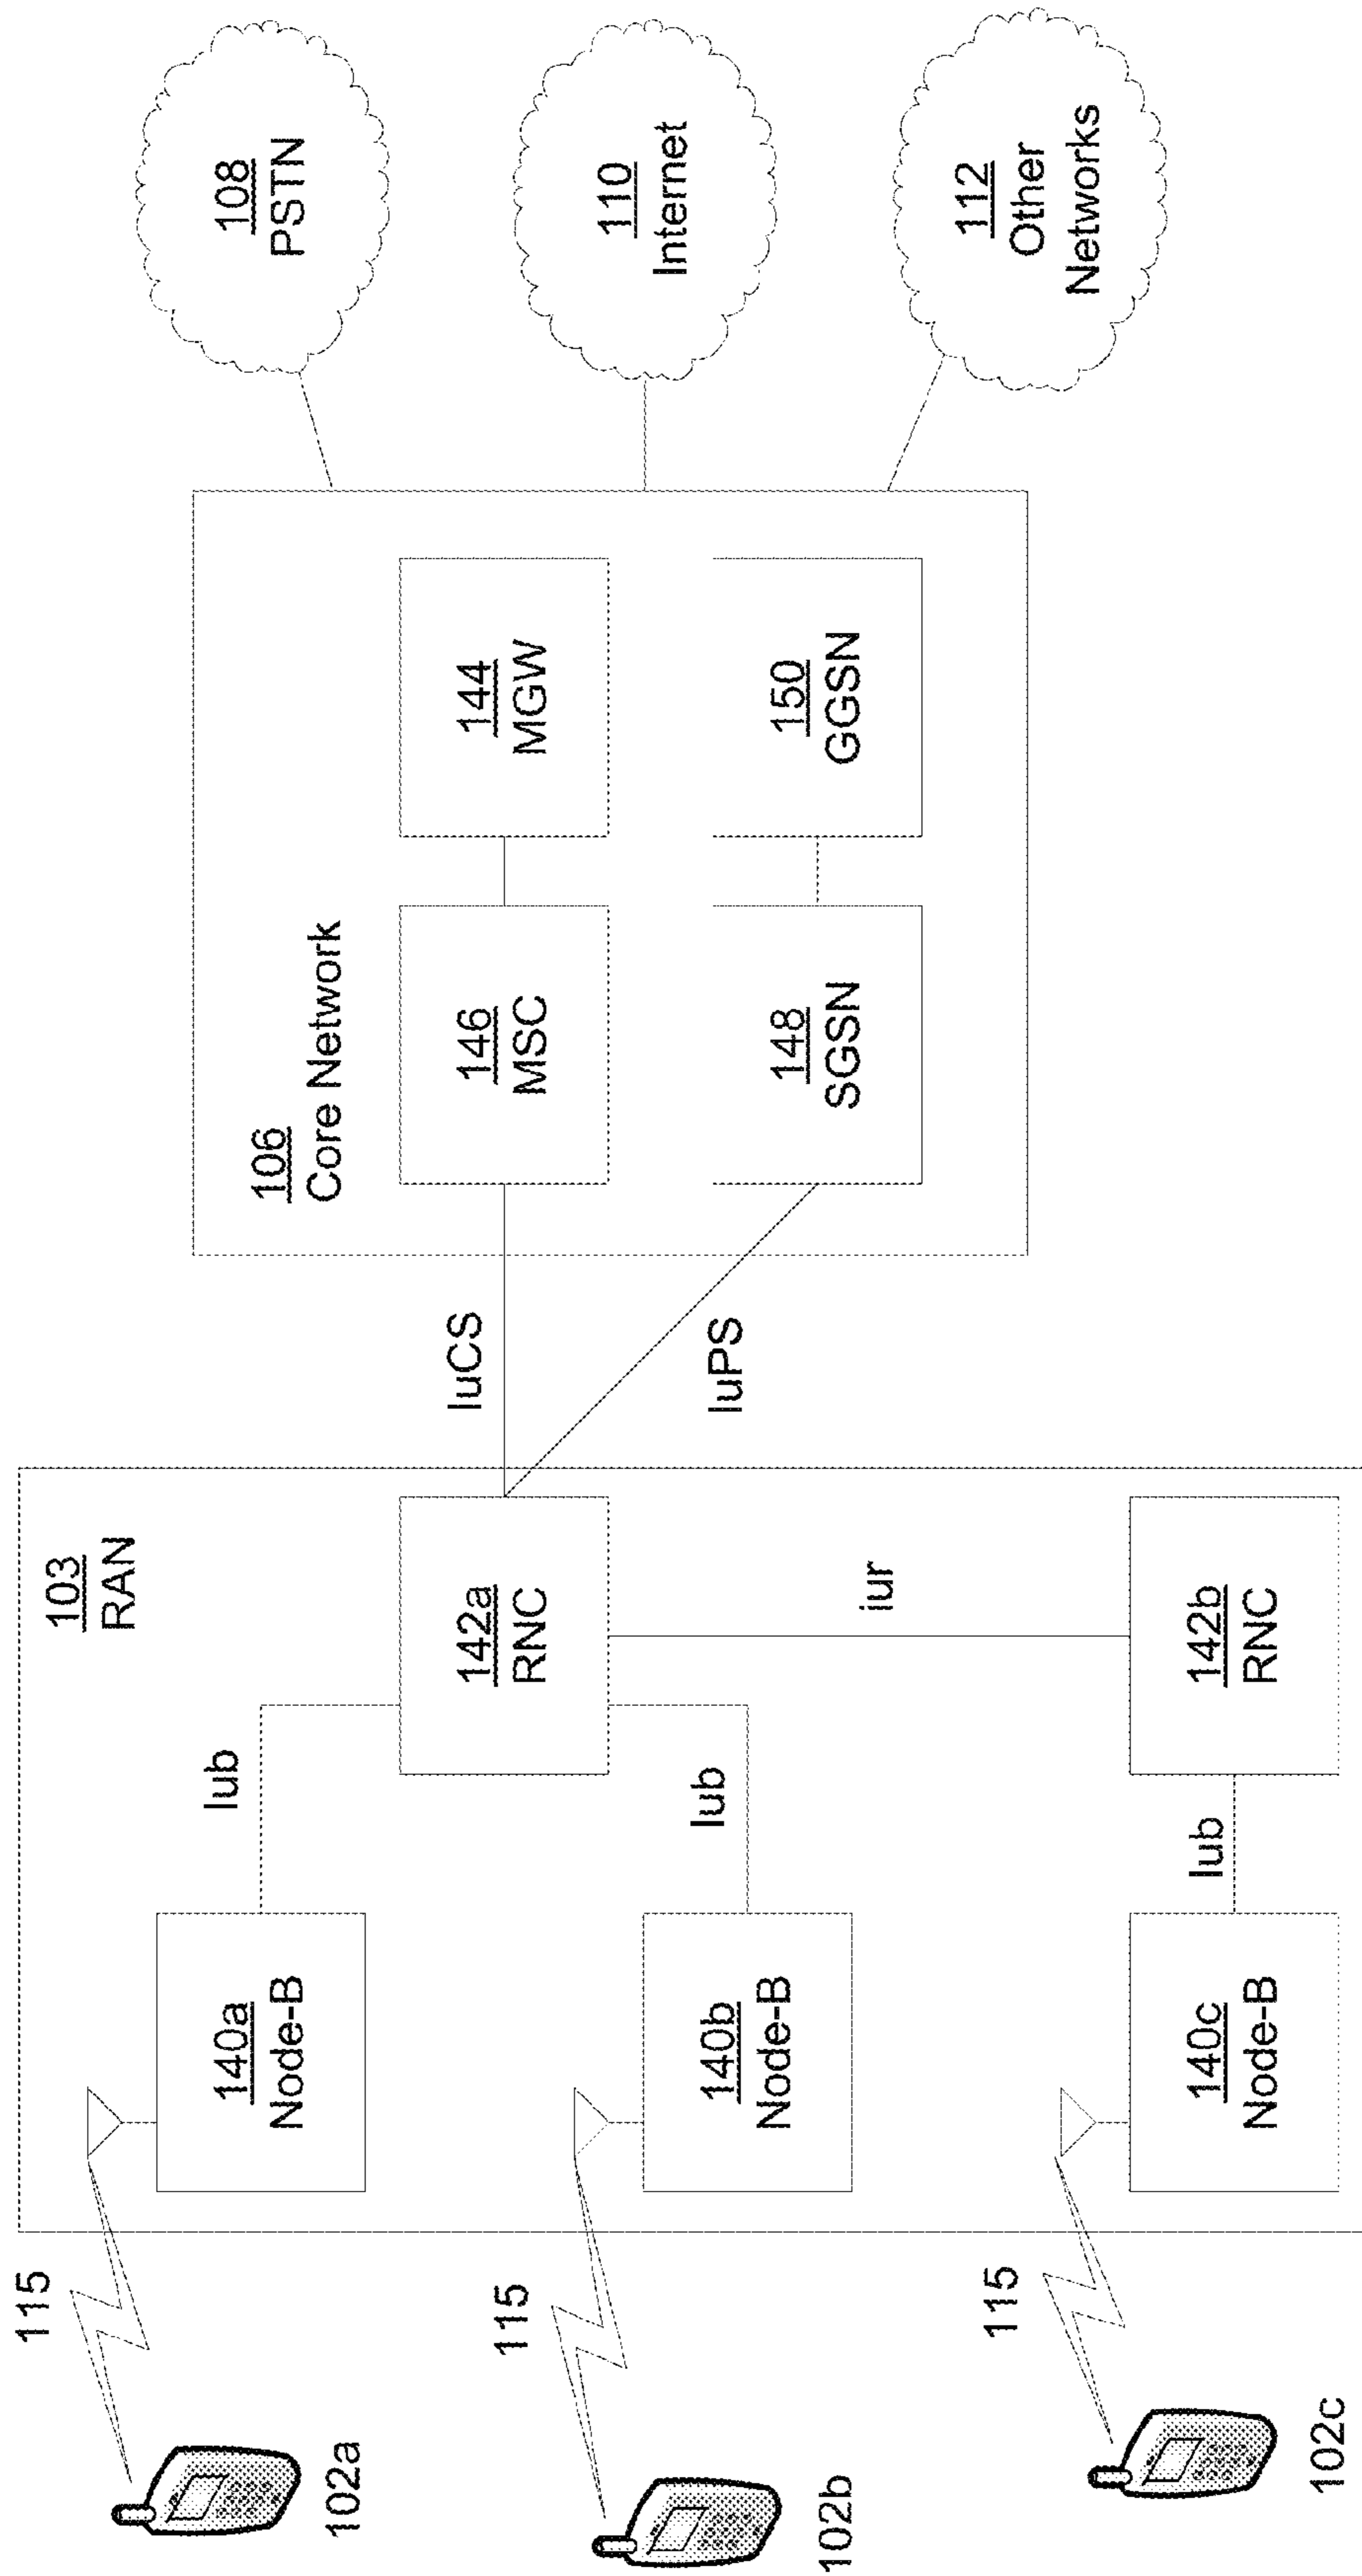 115
102a
115
102b
115
102c
103
RAN
140a
Node-B
140b
Node-B
140c
Node-B
Iub
Iub
Iub
142a
RNC
iur
142b
RNC
IuCS
IuPS
106
Core Network
146
MSC
144
MGW
148
SGSN
150
GGSN
108
PSTN
110
Internet
112
Other
Networks